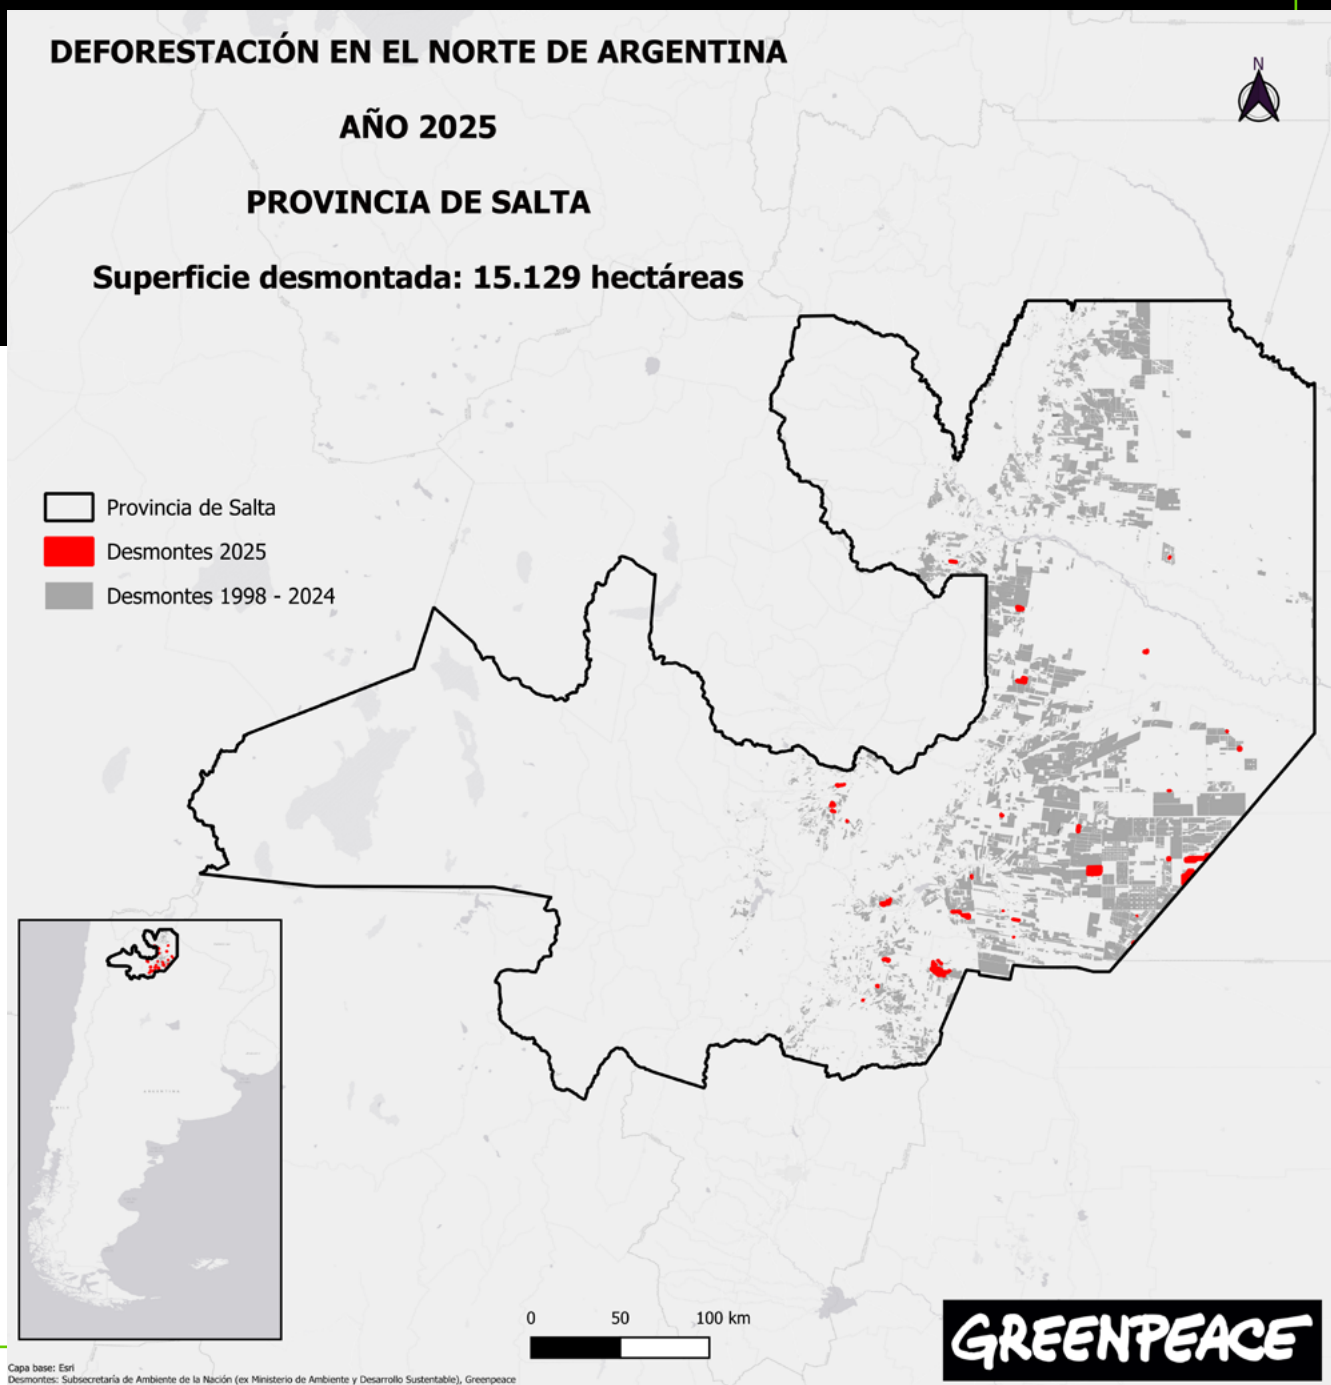 DEFORESTACIÓN EN EL NORTE DE ARGENTINA
AÑO 2025
PROVINCIA DE SALTA
Superficie desmontada: 15.129 hectáreas
N
Provincia de Salta
Desmontes 2025
Desmontes 1998 - 2024
ARGENTINA
0 50 100 km
GREENPEACE
Capa base: Esri
Desmontes: Subsecretaría de Ambiente de la Nación (ex Ministerio de Ambiente y Desarrollo Sustentable), Greenpeace